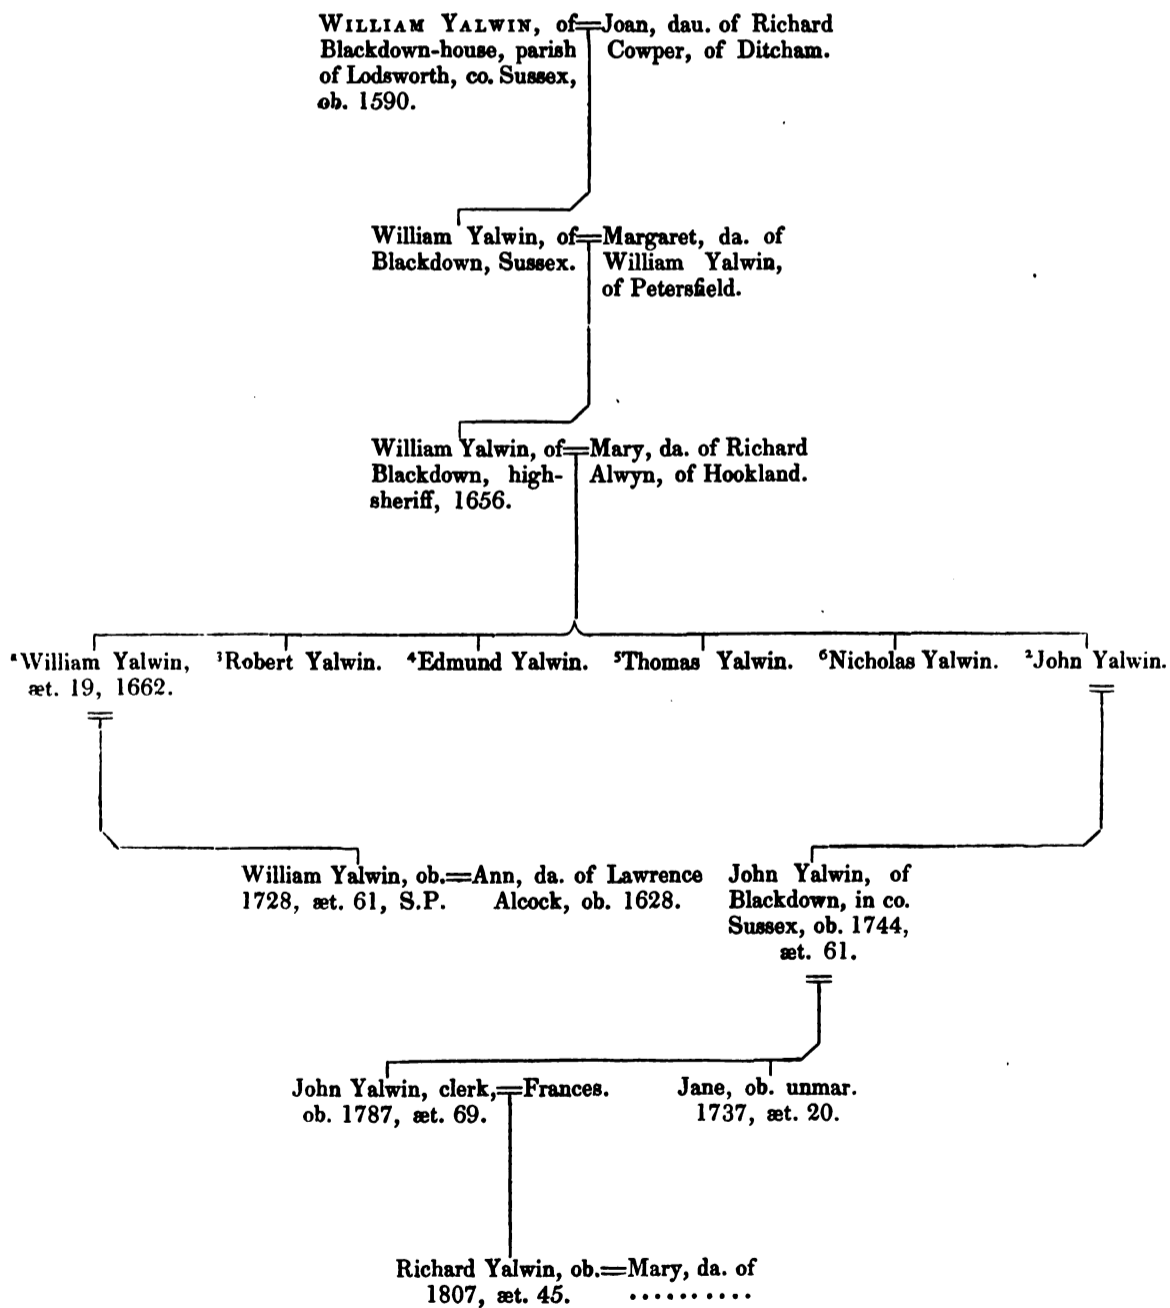 WILLIAM YALWIN, of=Joan, dau. of Richard
Blackdown-house, parish Cowper, of Ditcham.
of Lodsworth, co. Sussex,
ob. 1590.
William Yalwin, of=Margaret, da. of
Blackdown, Sussex. William Yalwin,
of Petersfield.
William Yalwin, of=Mary, da. of Richard
Blackdown, high- Alwyn, of Hookland.
sheriff, 1656.
¹William Yalwin, ³Robert Yalwin. ⁴Edmund Yalwin. ⁵Thomas Yalwin. ⁶Nicholas Yalwin. ²John Yalwin.
æt. 19, 1662.
William Yalwin, ob.=Ann, da. of Lawrence John Yalwin, of
1728, æt. 61, S.P. Alcock, ob. 1628. Blackdown, in co.
Sussex, ob. 1744,
æt. 61.
John Yalwin, clerk,=Frances. Jane, ob. unmar.
ob. 1787, æt. 69. 1737, æt. 20.
Richard Yalwin, ob.=Mary, da. of
1807, æt. 45. ..........